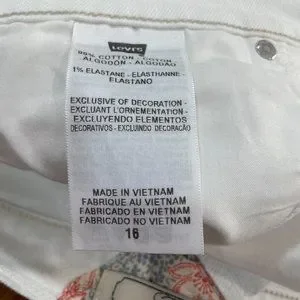 LEVI'S
99% COTTON - COTON
ALGODÓN - ALGODÃO
1% ELASTANE - ELASTHANNE -
ELASTANO
EXCLUSIVE OF DECORATION -
EXCLUANT L'ORNEMENTATION -
EXCLUYENDO ELEMENTOS
DECORATIVOS - EXCLUINDO DECORAÇÃO
MADE IN VIETNAM
FABRIQUE AU VIETNAM
FABRICADO EN VIETNAM
FABRICADO NO VIETNAM
16